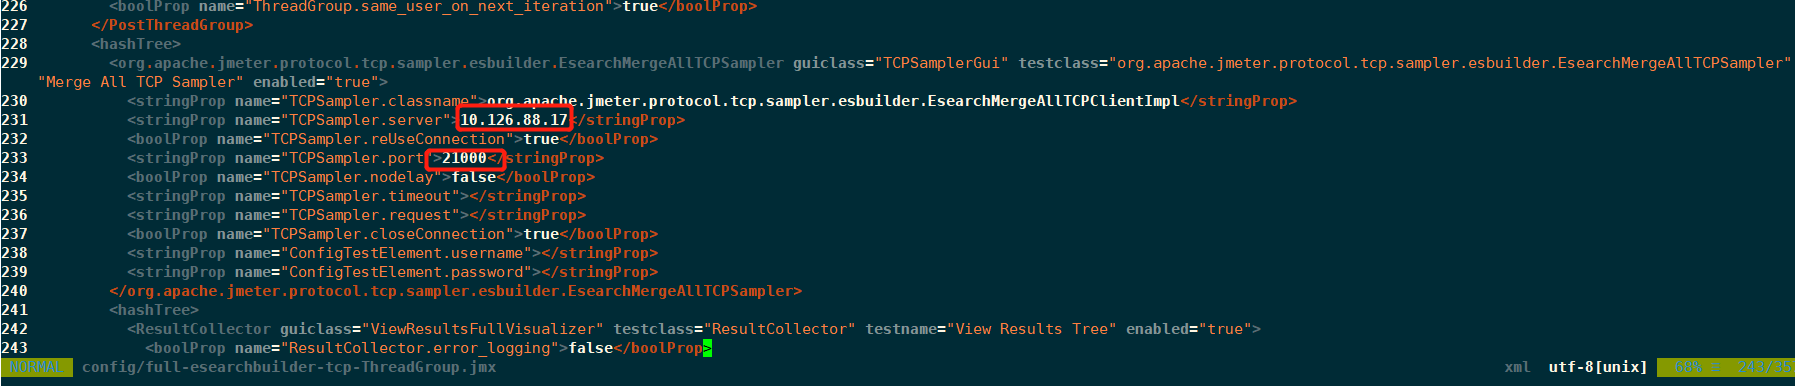 226         <boolProp name="ThreadGroup.same_user_on_next_iteration">true</boolProp>
227       </PostThreadGroup>
228       <hashTree>
229         <org.apache.jmeter.protocol.tcp.sampler.esbuilder.EsearchMergeAllTCPSampler guiclass="TCPSamplerGui" testclass="org.apache.jmeter.protocol.tcp.sampler.esbuilder.EsearchMergeAllTCPSampler"
"Merge All TCP Sampler" enabled="true">
230           <stringProp name="TCPSampler.classname">org.apache.jmeter.protocol.tcp.sampler.esbuilder.EsearchMergeAllTCPClientImpl</stringProp>
231           <stringProp name="TCPSampler.server">10.126.88.17</stringProp>
232           <boolProp name="TCPSampler.reUseConnection">true</boolProp>
233           <stringProp name="TCPSampler.port">21000</stringProp>
234           <boolProp name="TCPSampler.nodelay">false</boolProp>
235           <stringProp name="TCPSampler.timeout"></stringProp>
236           <stringProp name="TCPSampler.request"></stringProp>
237           <boolProp name="TCPSampler.closeConnection">true</boolProp>
238           <stringProp name="ConfigTestElement.username"></stringProp>
239           <stringProp name="ConfigTestElement.password"></stringProp>
240         </org.apache.jmeter.protocol.tcp.sampler.esbuilder.EsearchMergeAllTCPSampler>
241         <hashTree>
242           <ResultCollector guiclass="ViewResultsFullVisualizer" testclass="ResultCollector" testname="View Results Tree" enabled="true">
243             <boolProp name="ResultCollector.error_logging">false</boolProp>
NORMAL config/full-esearchbuilder-tcp-ThreadGroup.jmx xml utf-8[unix] 68% ≡ 243/35